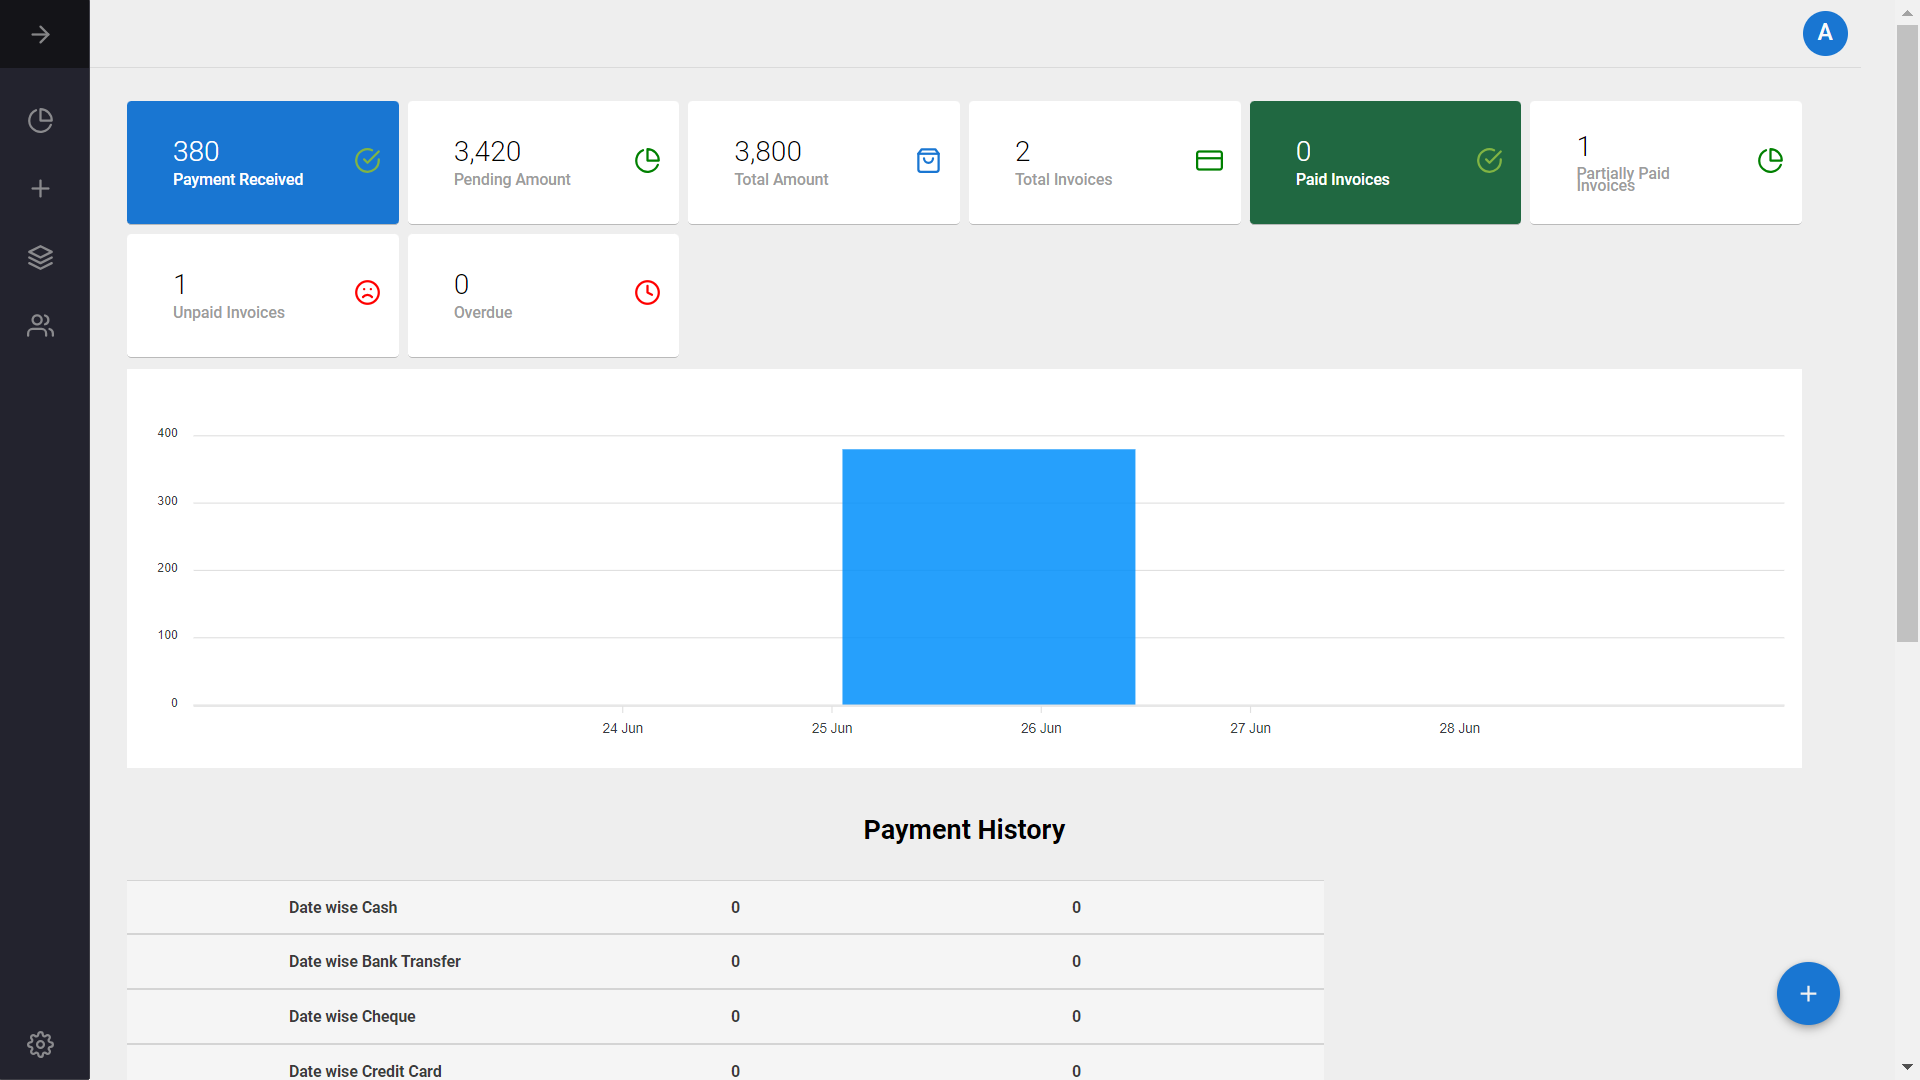 A
380
Payment Received
3,420
Pending Amount
3,800
Total Amount
2
Total Invoices
0
Paid Invoices
1
Partially Paid
Invoices
1
Unpaid Invoices
0
Overdue
400
300
200
100
0
24 Jun 25 Jun 26 Jun 27 Jun 28 Jun
Payment History
Date wise Cash 0 0
Date wise Bank Transfer 0 0
Date wise Cheque 0 0
Date wise Credit Card 0 0